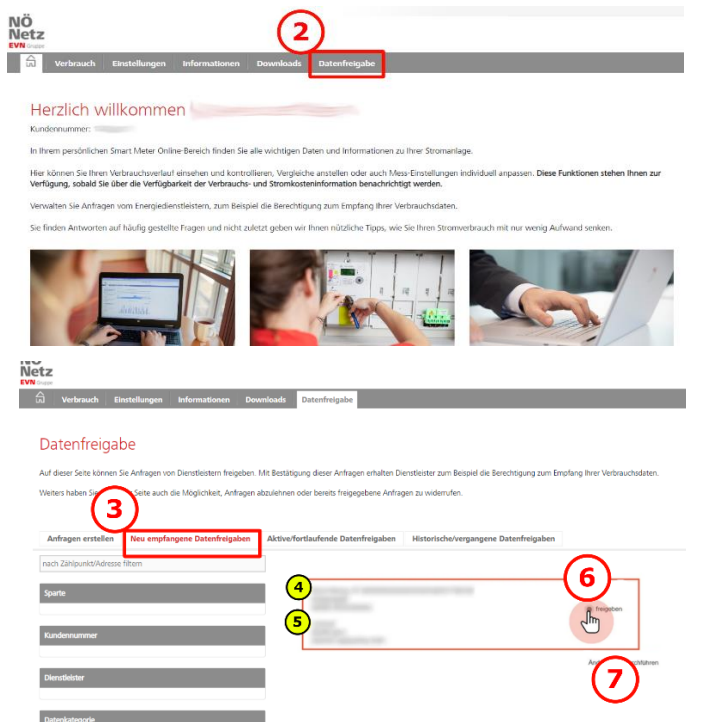 NÖ
Netz
EVN Gruppe
2
Verbrauch Einstellungen Informationen Downloads Datenfreigabe
Herzlich willkommen
Kundennummer:
In Ihrem persönlichen Smart Meter Online-Bereich finden Sie alle wichtigen Daten und Informationen zu Ihrer Stromanlage.
Hier können Sie Ihren Verbrauchsverlauf einsehen und kontrollieren, Vergleiche anstellen oder auch Mess-Einstellungen individuell anpassen. Diese Funktionen stehen Ihnen zur
Verfügung, sobald Sie über die Verfügbarkeit der Verbrauchs- und Stromkosteninformation benachrichtigt werden.
Verwalten Sie Anfragen vom Energiedienstleistern, zum Beispiel die Berechtigung zum Empfang Ihrer Verbrauchsdaten.
Sie finden Antworten auf häufig gestellte Fragen und nicht zuletzt geben wir Ihnen nützliche Tipps, wie Sie Ihren Stromverbrauch mit nur wenig Aufwand senken.
Netz
EVN Gruppe
Verbrauch Einstellungen Informationen Downloads Datenfreigabe
Datenfreigabe
Auf dieser Seite können Sie Anfragen von Dienstleistern freigeben. Mit Bestätigung dieser Anfragen erhalten Dienstleister zum Beispiel die Berechtigung zum Empfang Ihrer Verbrauchsdaten.
Weiters haben Sie Seite auch die Möglichkeit, Anfragen abzulehnen oder bereits freigegebene Anfragen zu widerrufen.
3
Anfragen erstellen Neu empfangene Datenfreigaben Aktive/fortlaufende Datenfreigaben Historische/vergangene Datenfreigaben
nach Zählpunkt/Adresse filtern
6
4
Sparte
freigeben
5
Kundennummer
durchführen
7
Dienstleister
Datenkategorie